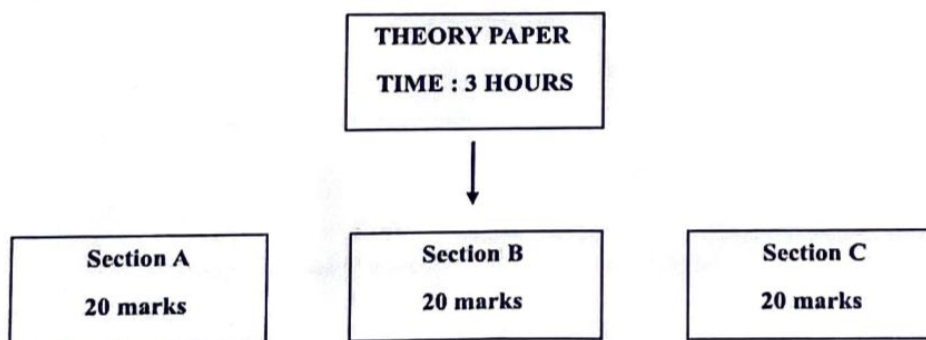 THEORY PAPER
TIME : 3 HOURS
Section A
20 marks
Section B
20 marks
Section C
20 marks